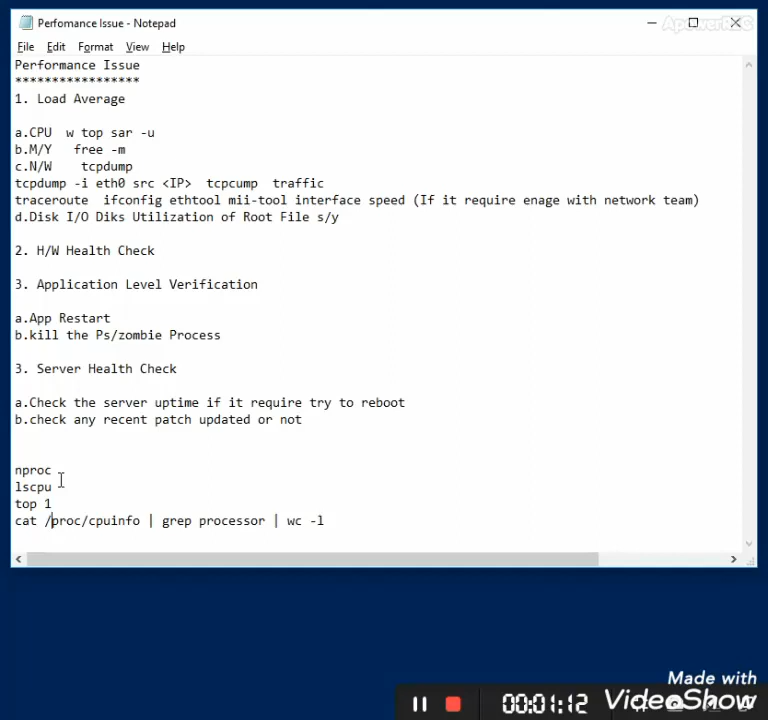 Perfomance Issue - Notepad
ApowerREC
File Edit Format View Help
Performance Issue
*****************
1. Load Average
a.CPU w top sar -u
b.M/Y free -m
c.N/W tcpdump
tcpdump -i eth0 src <IP> tcpcump traffic
traceroute ifconfig ethtool mii-tool interface speed (If it require enage with network team)
d.Disk I/O Diks Utilization of Root File s/y
2. H/W Health Check
3. Application Level Verification
a.App Restart
b.kill the Ps/zombie Process
3. Server Health Check
a.Check the server uptime if it require try to reboot
b.check any recent patch updated or not
nproc
lscpu
top 1
cat /proc/cpuinfo | grep processor | wc -l
Made with
00:01:12 VideoShow